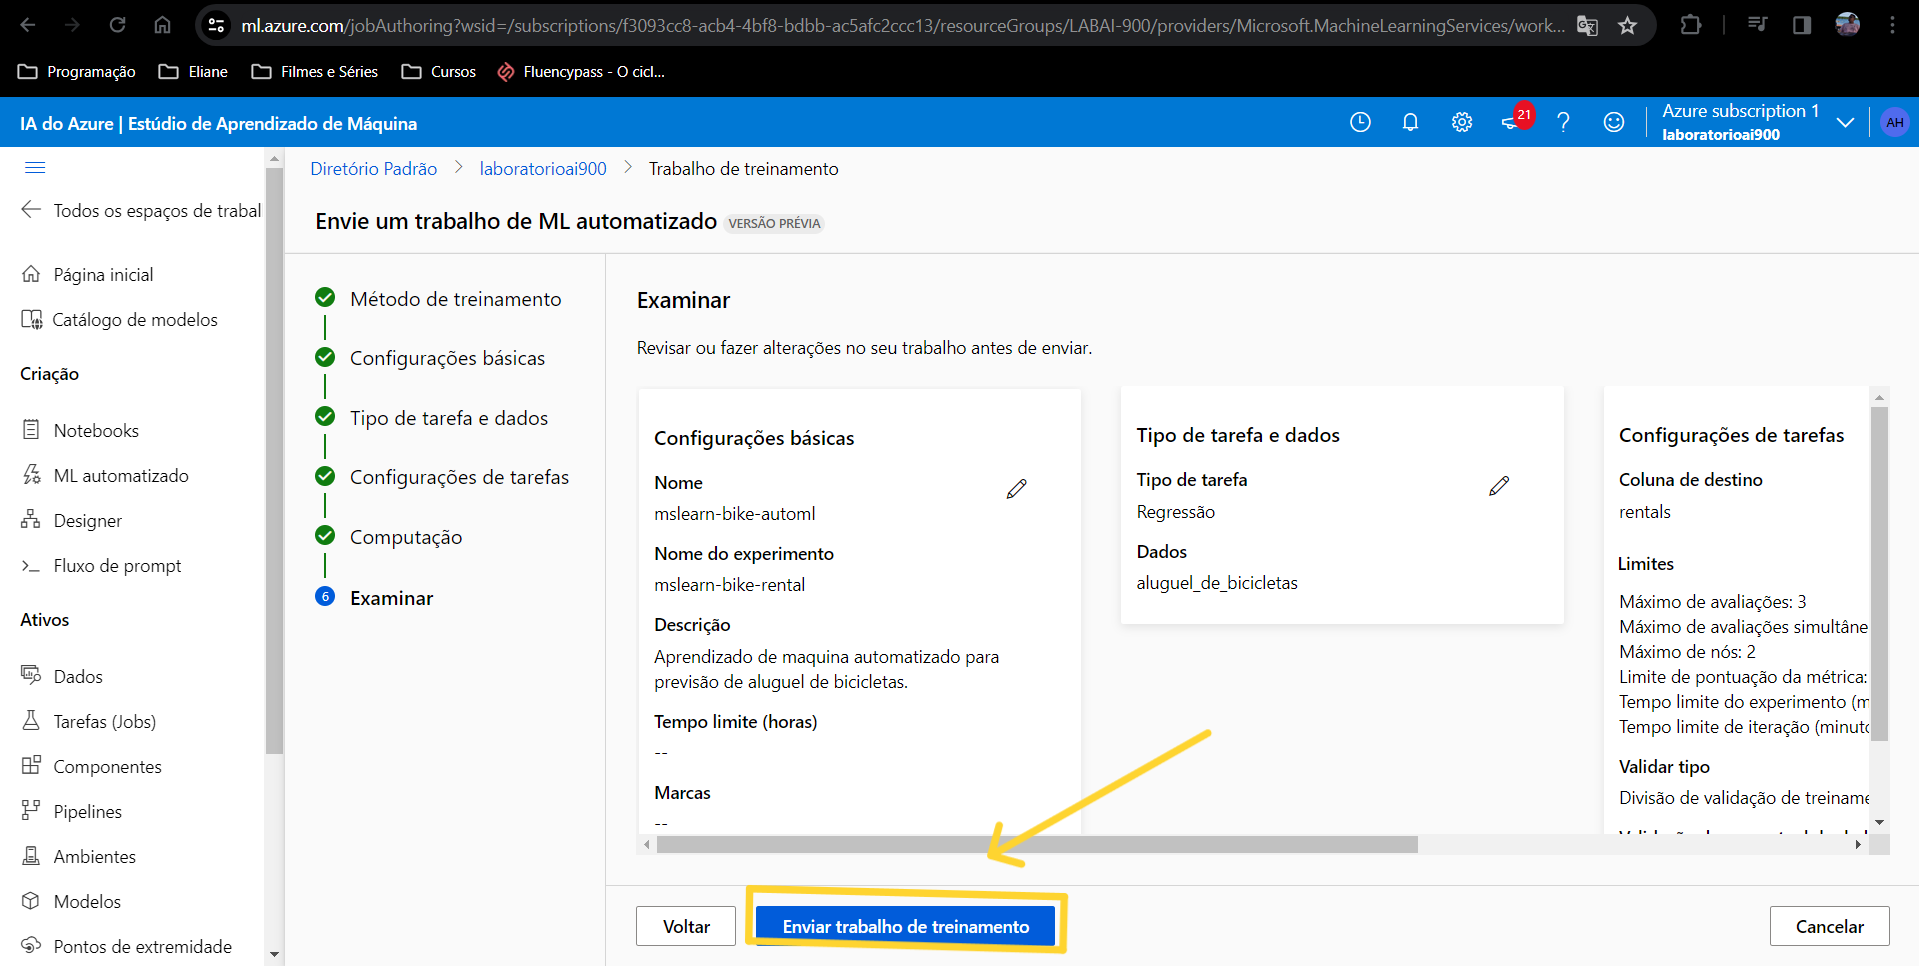 ml.azure.com/jobAuthoring?wsid=/subscriptions/f3093cc8-acb4-4bf8-bdbb-ac5afc2ccc13/resourceGroups/LABAI-900/providers/Microsoft.MachineLearningServices/work...
Programação
Eliane
Filmes e Séries
Cursos
Fluencypass - O cicl...
IA do Azure | Estúdio de Aprendizado de Máquina
21
?
Azure subscription 1
laboratorioai900
AH
Todos os espaços de trabal
Página inicial
Catálogo de modelos
Criação
Notebooks
ML automatizado
Designer
Fluxo de prompt
Ativos
Dados
Tarefas (Jobs)
Componentes
Pipelines
Ambientes
Modelos
Pontos de extremidade
Diretório Padrão > laboratorioai900 > Trabalho de treinamento
Envie um trabalho de ML automatizado VERSÃO PRÉVIA
Método de treinamento
Configurações básicas
Tipo de tarefa e dados
Configurações de tarefas
Computação
6 Examinar
Examinar
Revisar ou fazer alterações no seu trabalho antes de enviar.
Configurações básicas
Nome
mslearn-bike-automl
Nome do experimento
mslearn-bike-rental
Descrição
Aprendizado de maquina automatizado para
previsão de aluguel de bicicletas.
Tempo limite (horas)
--
Marcas
--
Tipo de tarefa e dados
Tipo de tarefa
Regressão
Dados
aluguel_de_bicicletas
Configurações de tarefas
Coluna de destino
rentals
Limites
Máximo de avaliações: 3
Máximo de avaliações simultâne
Máximo de nós: 2
Limite de pontuação da métrica:
Tempo limite do experimento (m
Tempo limite de iteração (minuto
Validar tipo
Divisão de validação de treiname
Voltar
Enviar trabalho de treinamento
Cancelar